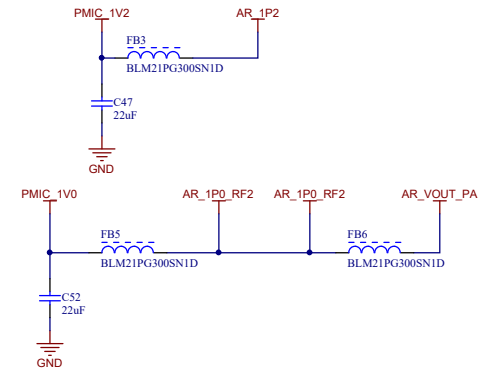 PMIC_1V2
AR_1P2
FB3
BLM21PG300SN1D
C47
22uF
GND
PMIC_1V0
AR_1P0_RF2
AR_1P0_RF2
AR_VOUT_PA
FB5
FB6
BLM21PG300SN1D
BLM21PG300SN1D
C52
22uF
GND